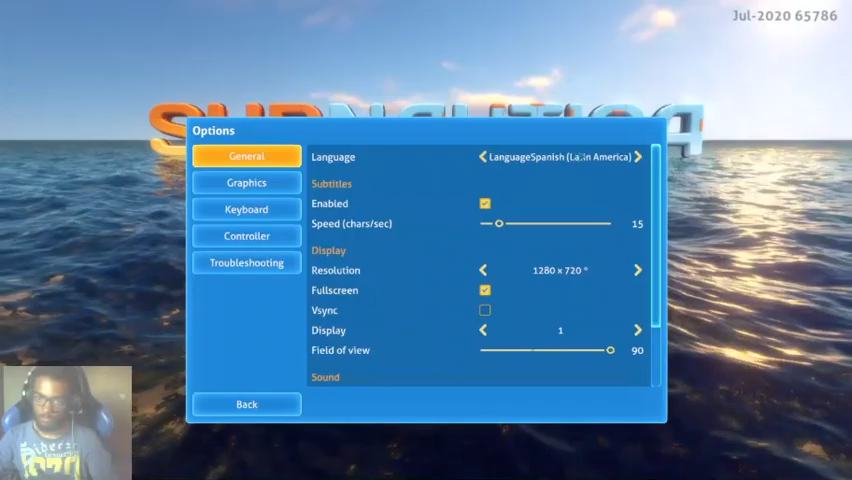 Jul-2020 65786
SUBNAUTICA
Options
General
Graphics
Keyboard
Controller
Troubleshooting
Back
Language
LanguageSpanish (Latin America)
Subtitles
Enabled
Speed (chars/sec)
15
Display
Resolution
1280 x 720 *
Fullscreen
Vsync
Display
1
Field of view
90
Sound